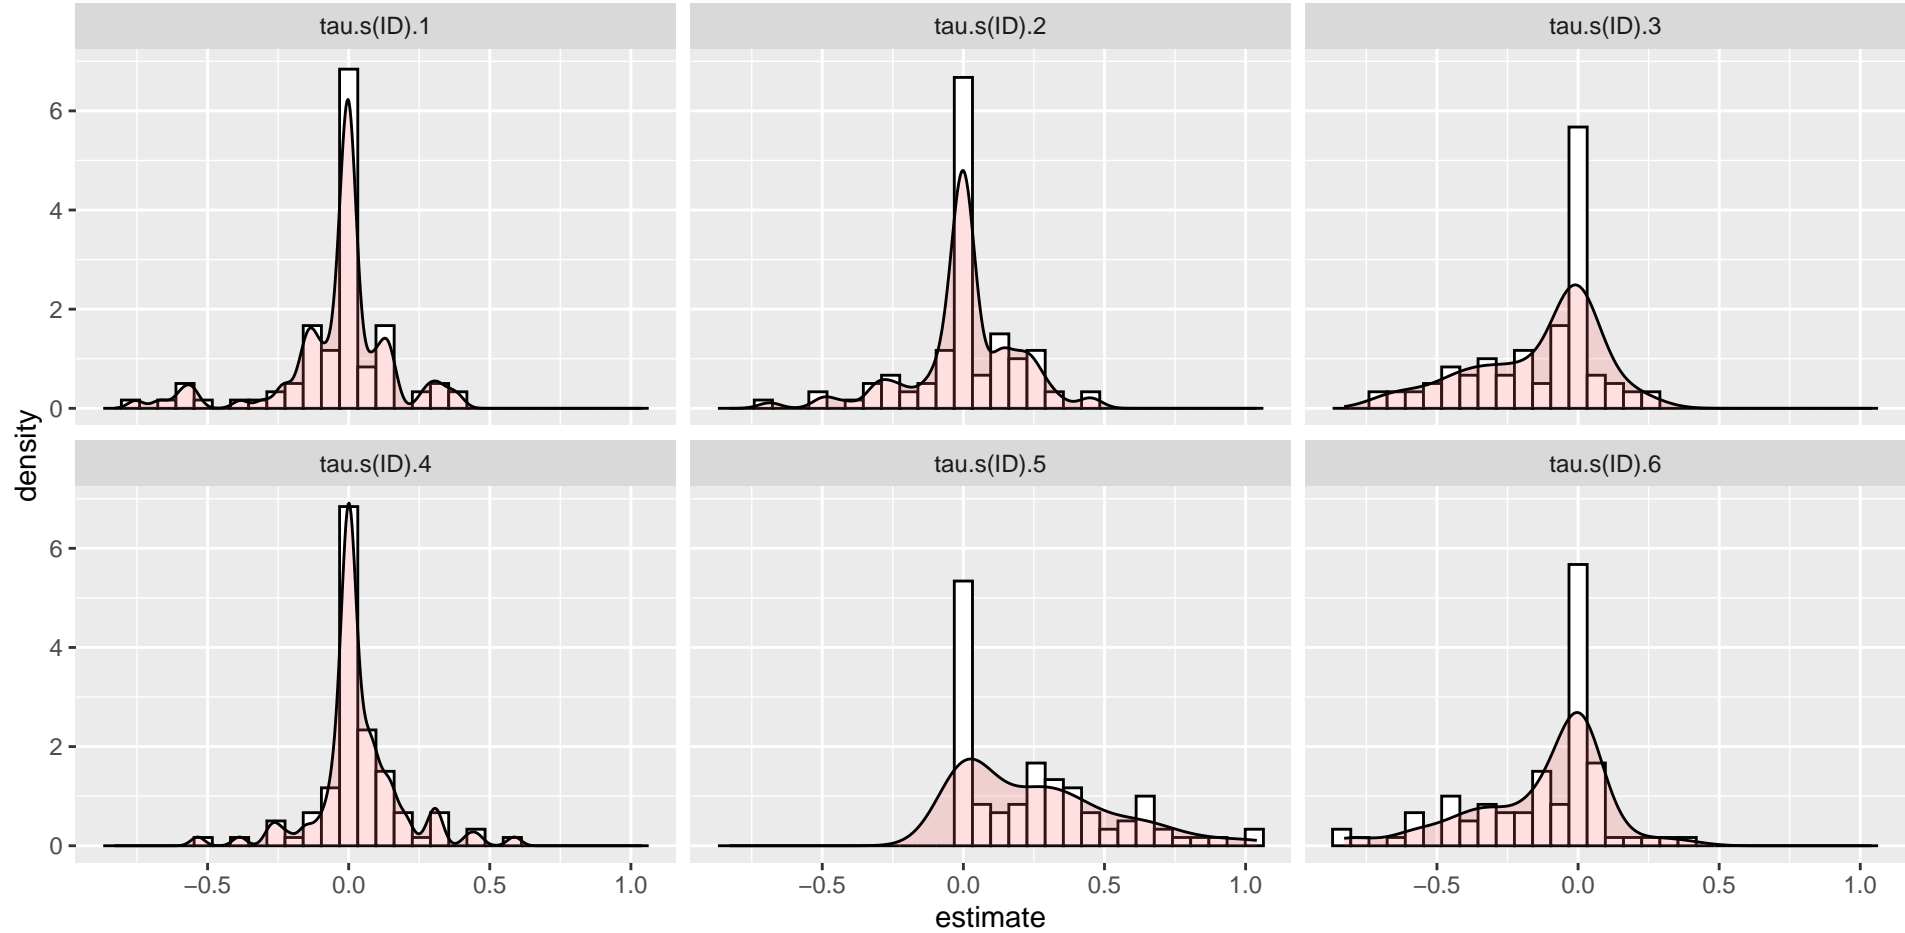 tau.s(ID).1 tau.s(ID).2 tau.s(ID).3
6
4
2
0
tau.s(ID).4 tau.s(ID).5 tau.s(ID).6
6
4
2
0
−0.5 0.0 0.5 1.0 −0.5 0.0 0.5 1.0 −0.5 0.0 0.5 1.0
density
estimate